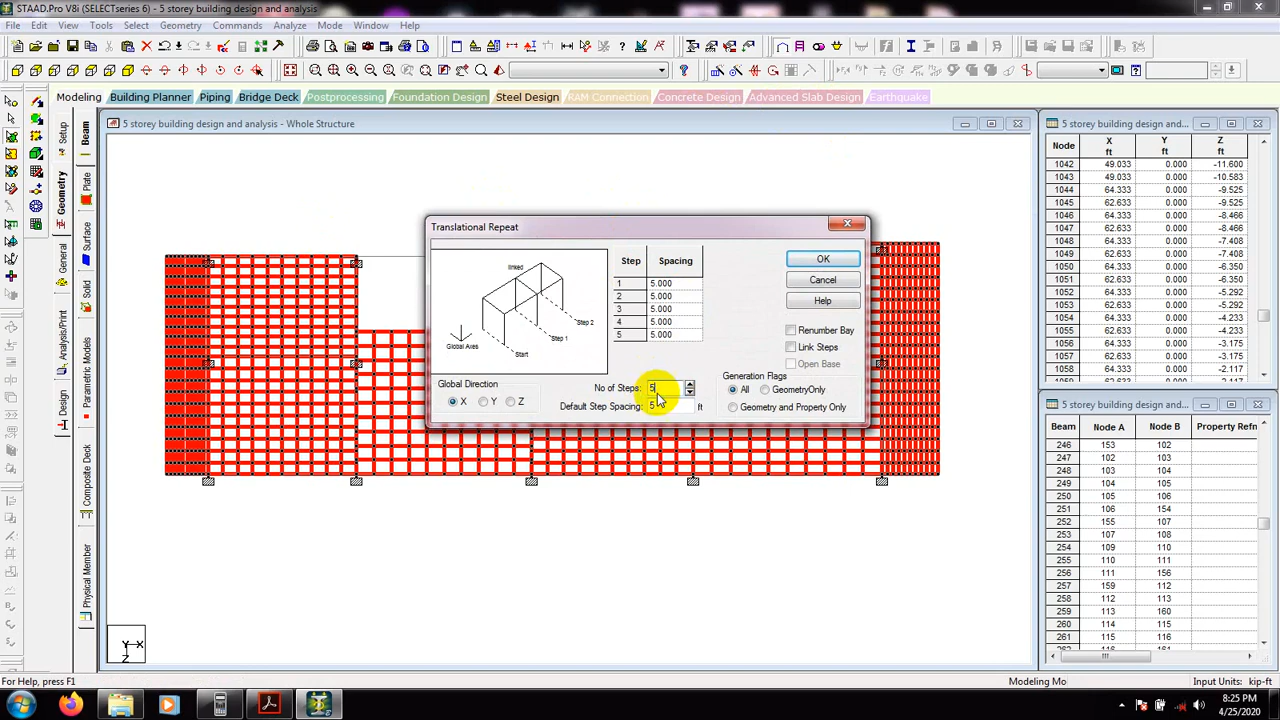 STAAD.Pro V8i (SELECTseries 6) - 5 storey building design and analysis
File Edit View Tools Select Geometry Commands Analyze Mode Window Help
Modeling Building Planner Piping Bridge Deck Postprocessing Foundation Design Steel Design RAM Connection Concrete Design Advanced Slab Design Earthquake
5 storey building design and analysis - Whole Structure
Setup
Geometry
General
Analysis/Print
Design
Beam
Plate
Surface
Solid
Parametric Models
Composite Deck
Physical Member
Translational Repeat
linked
Step 2
Step 1
Start
Global Axes
Step Spacing
1 5.000
2 5.000
3 5.000
4 5.000
5 5.000
OK
Cancel
Help
Renumber Bay
Link Steps
Open Base
Global Direction
X Y Z
No of Steps: 5
Default Step Spacing: 5 ft
Generation Flags
All GeometryOnly
Geometry and Property Only
5 storey building design and...
Node X ft Y ft Z ft
1042 49.033 0.000 -11.600
1043 49.033 0.000 -10.583
1044 64.333 0.000 -9.525
1045 62.633 0.000 -9.525
1046 64.333 0.000 -8.466
1047 62.633 0.000 -8.466
1048 64.333 0.000 -7.408
1049 62.633 0.000 -7.408
1050 64.333 0.000 -6.350
1051 62.633 0.000 -6.350
1052 64.333 0.000 -5.292
1053 62.633 0.000 -5.292
1054 64.333 0.000 -4.233
1055 62.633 0.000 -4.233
1056 64.333 0.000 -3.175
1057 62.633 0.000 -3.175
1058 64.333 0.000 -2.117
5 storey building design and...
Beam Node A Node B Property Refn
246 153 102
247 102 103
248 103 104
249 104 105
250 105 106
251 106 154
252 155 107
253 107 108
254 109 110
255 110 111
256 111 156
257 159 112
258 112 113
259 113 160
260 114 115
261 115 116
Y X
Z
For Help, press F1
Modeling Mo
Input Units: kip-ft
8:25 PM
4/25/2020